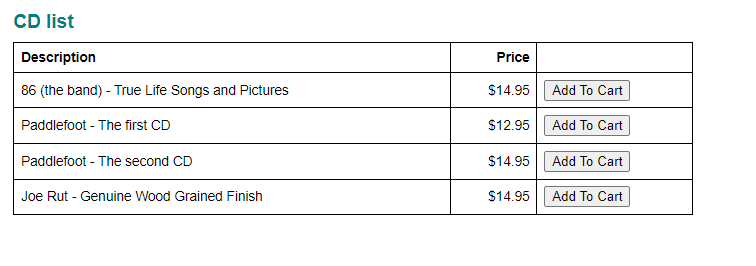 CD list
Description Price
86 (the band) - True Life Songs and Pictures $14.95 Add To Cart
Paddlefoot - The first CD $12.95 Add To Cart
Paddlefoot - The second CD $14.95 Add To Cart
Joe Rut - Genuine Wood Grained Finish $14.95 Add To Cart